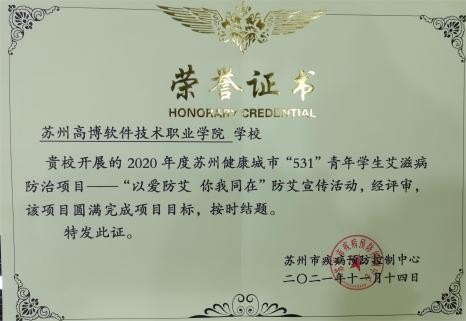 荣誉证书
HONORARY CREDENTIAL
苏州高博软件技术职业学院 学校
贵校开展的2020年度苏州健康城市“531”青年学生艾滋病
防治项目——“以爱防艾 你我同在”防艾宣传活动，经评审，
该项目圆满完成项目目标，按时结题。
特发此证。
苏州市疾病预防控制中心
二〇二一年十一月十四日